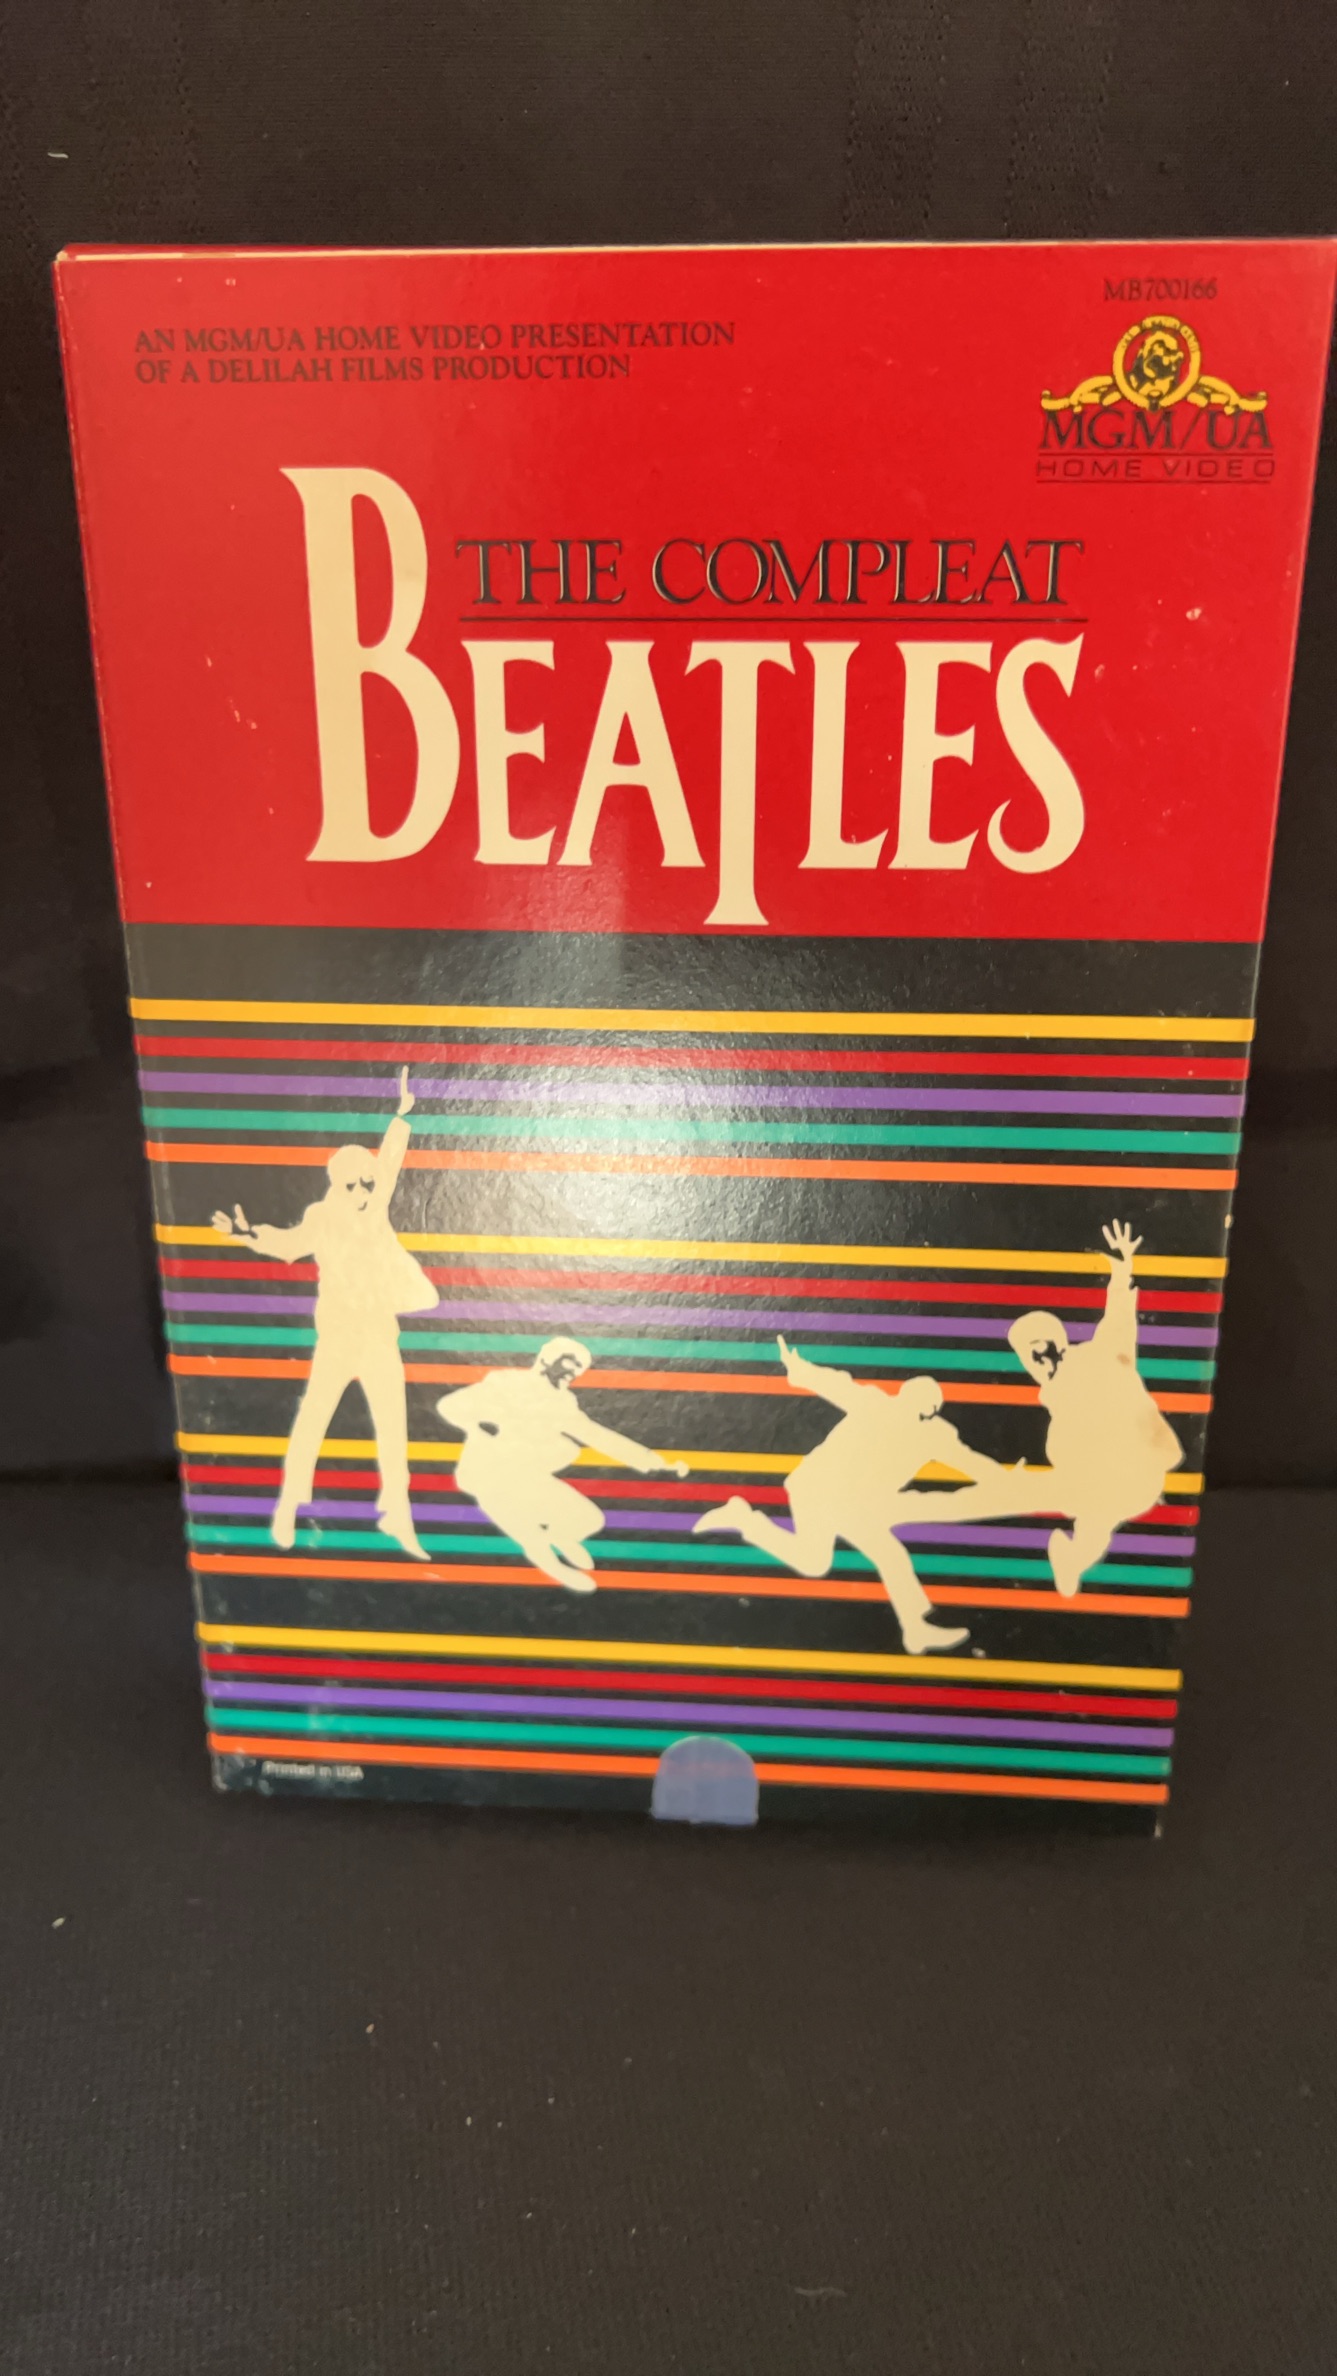 MB700166
AN MGM/UA HOME VIDEO PRESENTATION
OF A DELILAH FILMS PRODUCTION
MGM/UA
HOME VIDEO
THE COMPLEAT
BEATLES
Printed in USA